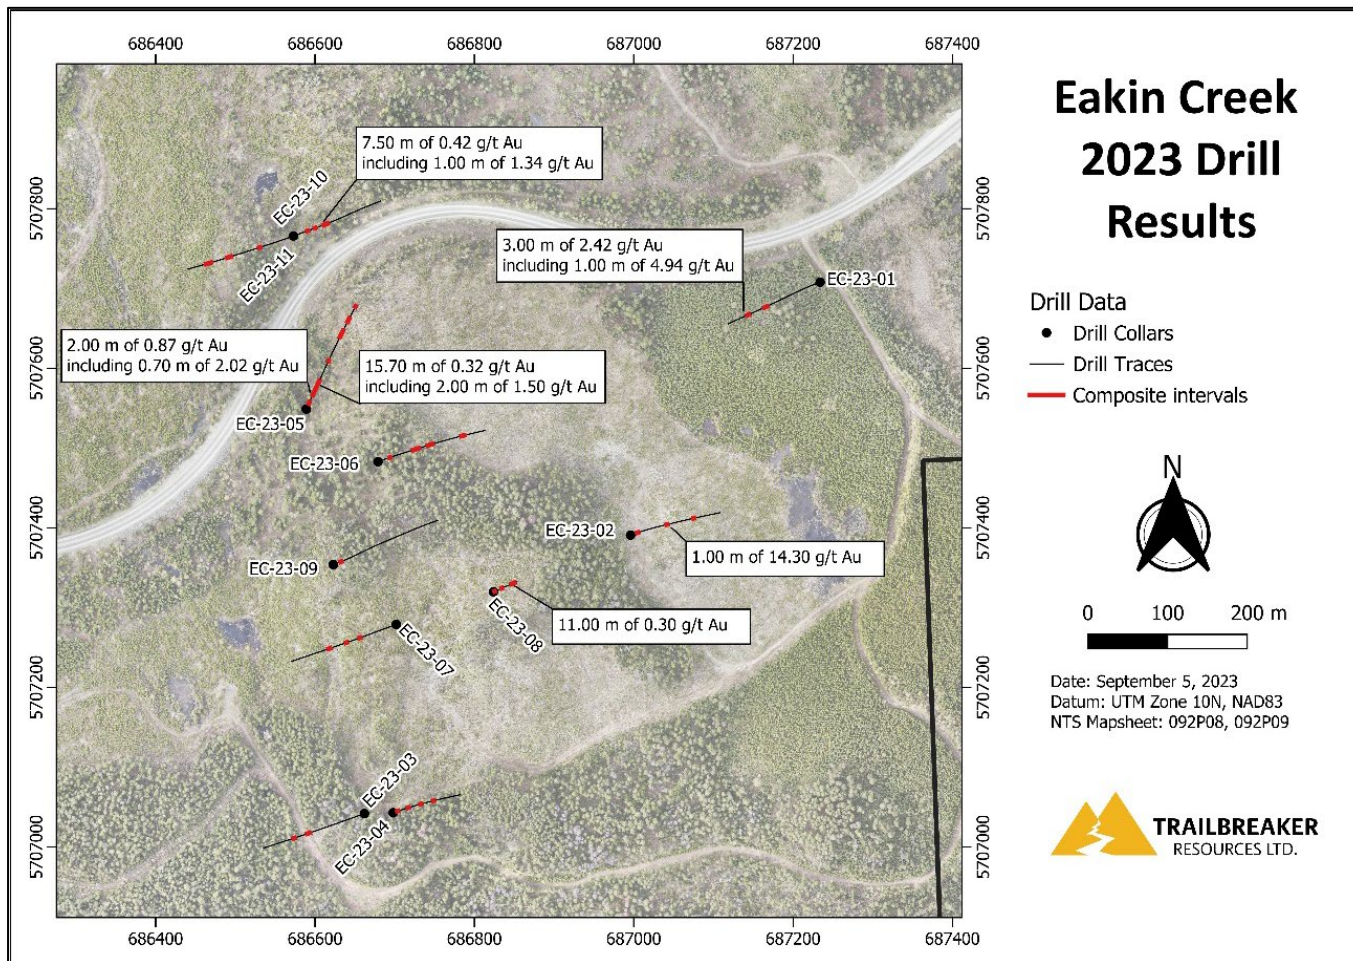 686400 686600 686800 687000 687200 687400
Eakin Creek
2023 Drill
Results
7.50 m of 0.42 g/t Au
including 1.00 m of 1.34 g/t Au
EC-23-10
EC-23-11
5707800
5707800
3.00 m of 2.42 g/t Au
including 1.00 m of 4.94 g/t Au
EC-23-01
Drill Data
Drill Collars
Drill Traces
Composite intervals
2.00 m of 0.87 g/t Au
including 0.70 m of 2.02 g/t Au
15.70 m of 0.32 g/t Au
including 2.00 m of 1.50 g/t Au
5707600
5707600
EC-23-05
EC-23-06
N
5707400
5707400
EC-23-02
1.00 m of 14.30 g/t Au
EC-23-09
EC-23-08
11.00 m of 0.30 g/t Au
EC-23-07
0 100 200 m
5707200
5707200
Date: September 5, 2023
Datum: UTM Zone 10N, NAD83
NTS Mapsheet: 092P08, 092P09
EC-23-03
EC-23-04
5707000
5707000
TRAILBREAKER
RESOURCES LTD.
686400 686600 686800 687000 687200 687400